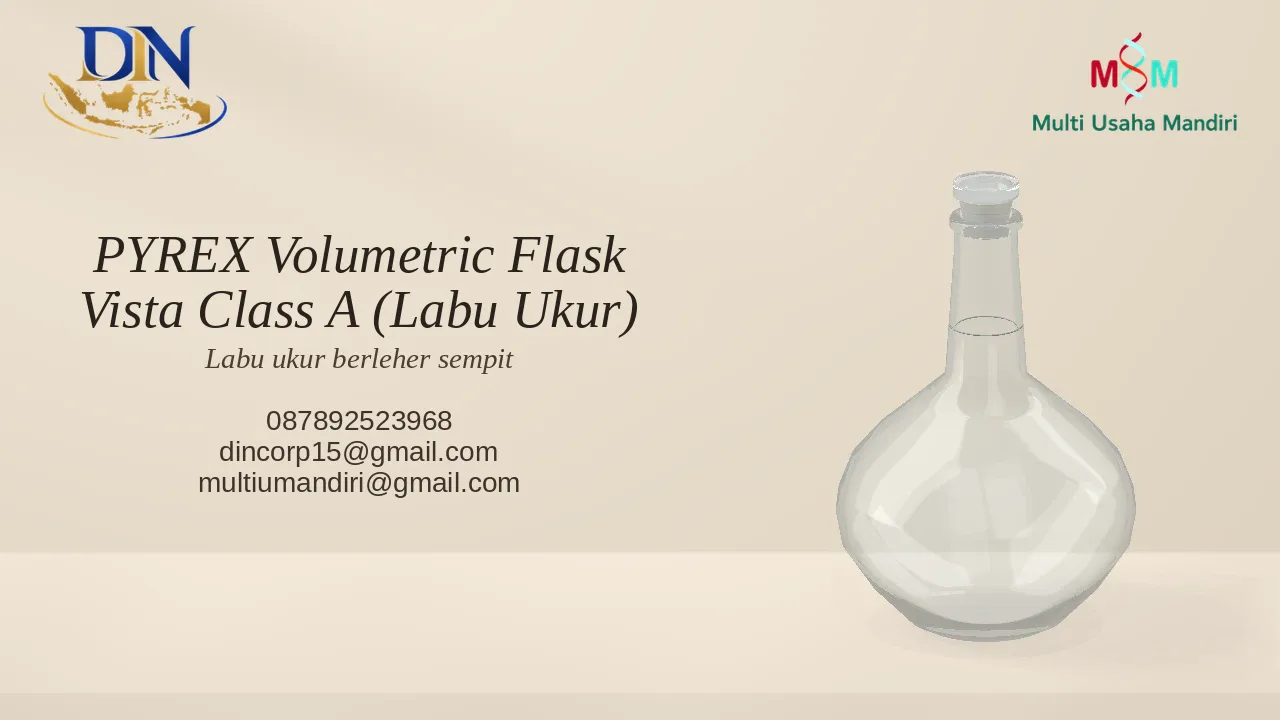 DIN
MSM
Multi Usaha Mandiri
PYREX Volumetric Flask
Vista Class A (Labu Ukur)
Labu ukur berleher sempit
087892523968
dincorp15@gmail.com
multiumandiri@gmail.com